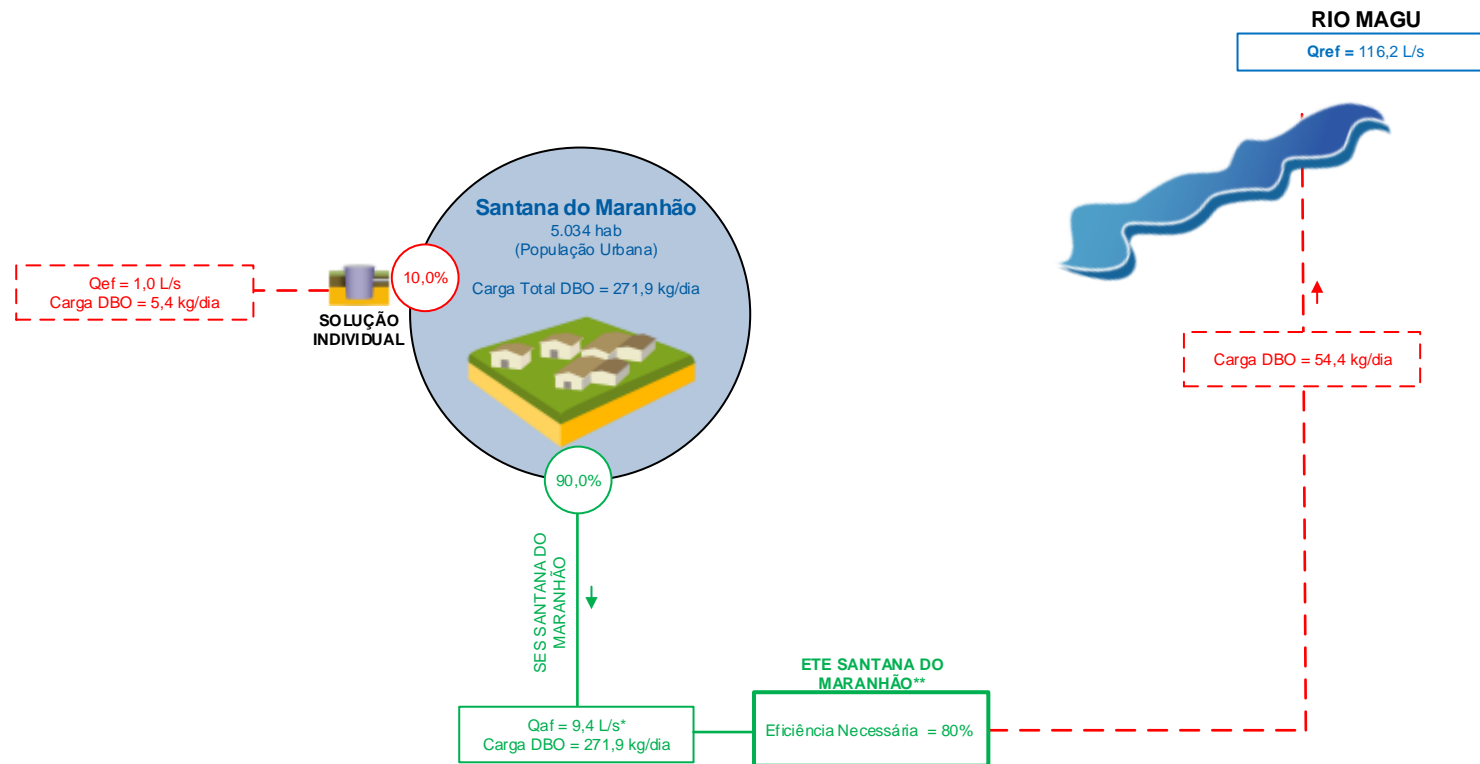 RIO MAGU
Qref = 116,2 L/s
Santana do Maranhão
5.034 hab
(População Urbana)
Carga Total DBO = 271,9 kg/dia
10,0%
Qef = 1,0 L/s
Carga DBO = 5,4 kg/dia
SOLUÇÃO
INDIVIDUAL
Carga DBO = 54,4 kg/dia
90,0%
SES SANTANA DO
MARANHÃO
ETE SANTANA DO
MARANHÃO**
Qaf = 9,4 L/s*
Carga DBO = 271,9 kg/dia
Eficiência Necessária = 80%